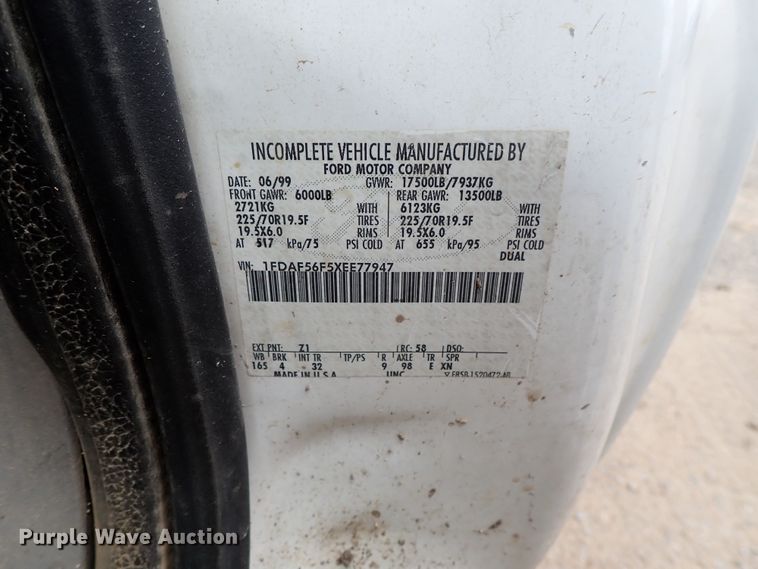 INCOMPLETE VEHICLE MANUFACTURED BY
FORD MOTOR COMPANY
DATE: 06/99 GVWR: 17500LB/7937KG
FRONT GAWR: 6000LB REAR GAWR: 13500LB
2721KG WITH 6123KG WITH
225/70R19.5F TIRES 225/70R19.5F TIRES
19.5X6.0 RIMS 19.5X6.0 RIMS
AT 517 kPa/75 PSI COLD AT 655 kPa/95 PSI COLD
DUAL
VIN: 1FDAF56F5XEE77947
EXT PNT: Z1 RC: 58 DSO:
WB BRK INT TR TP/PS R AXLE TR SPR
165 4 32 9 98 E XN
MADE IN U.S.A. UNC
Purple Wave Auction®